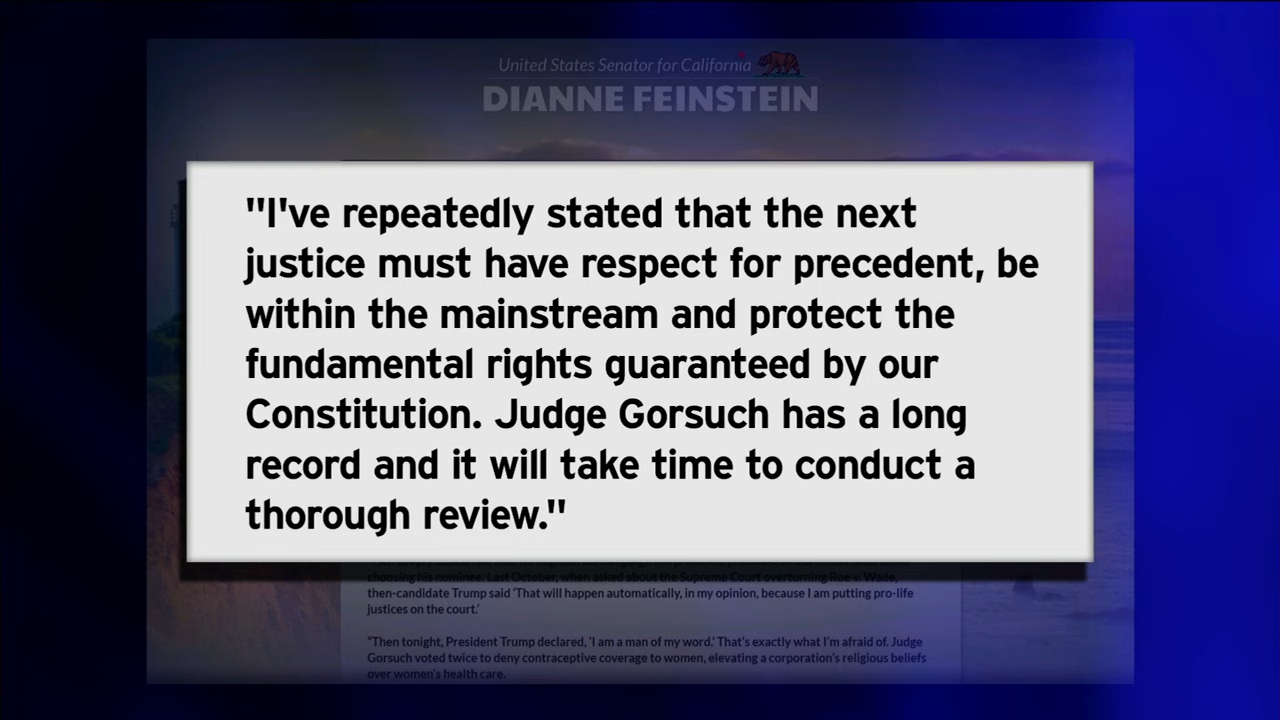 United States Senator for California
DIANNE FEINSTEIN
"I've repeatedly stated that the next
justice must have respect for precedent, be
within the mainstream and protect the
fundamental rights guaranteed by our
Constitution. Judge Gorsuch has a long
record and it will take time to conduct a
thorough review."
choosing his nominee. Last October, when asked about the Supreme Court overturning Roe v. Wade,
then-candidate Trump said 'That will happen automatically, in my opinion, because I am putting pro-life
justices on the court.'
"Then tonight, President Trump declared, 'I am a man of my word.' That's exactly what I'm afraid of. Judge
Gorsuch voted twice to deny contraceptive coverage to women, elevating a corporation's religious beliefs
over women's health care.